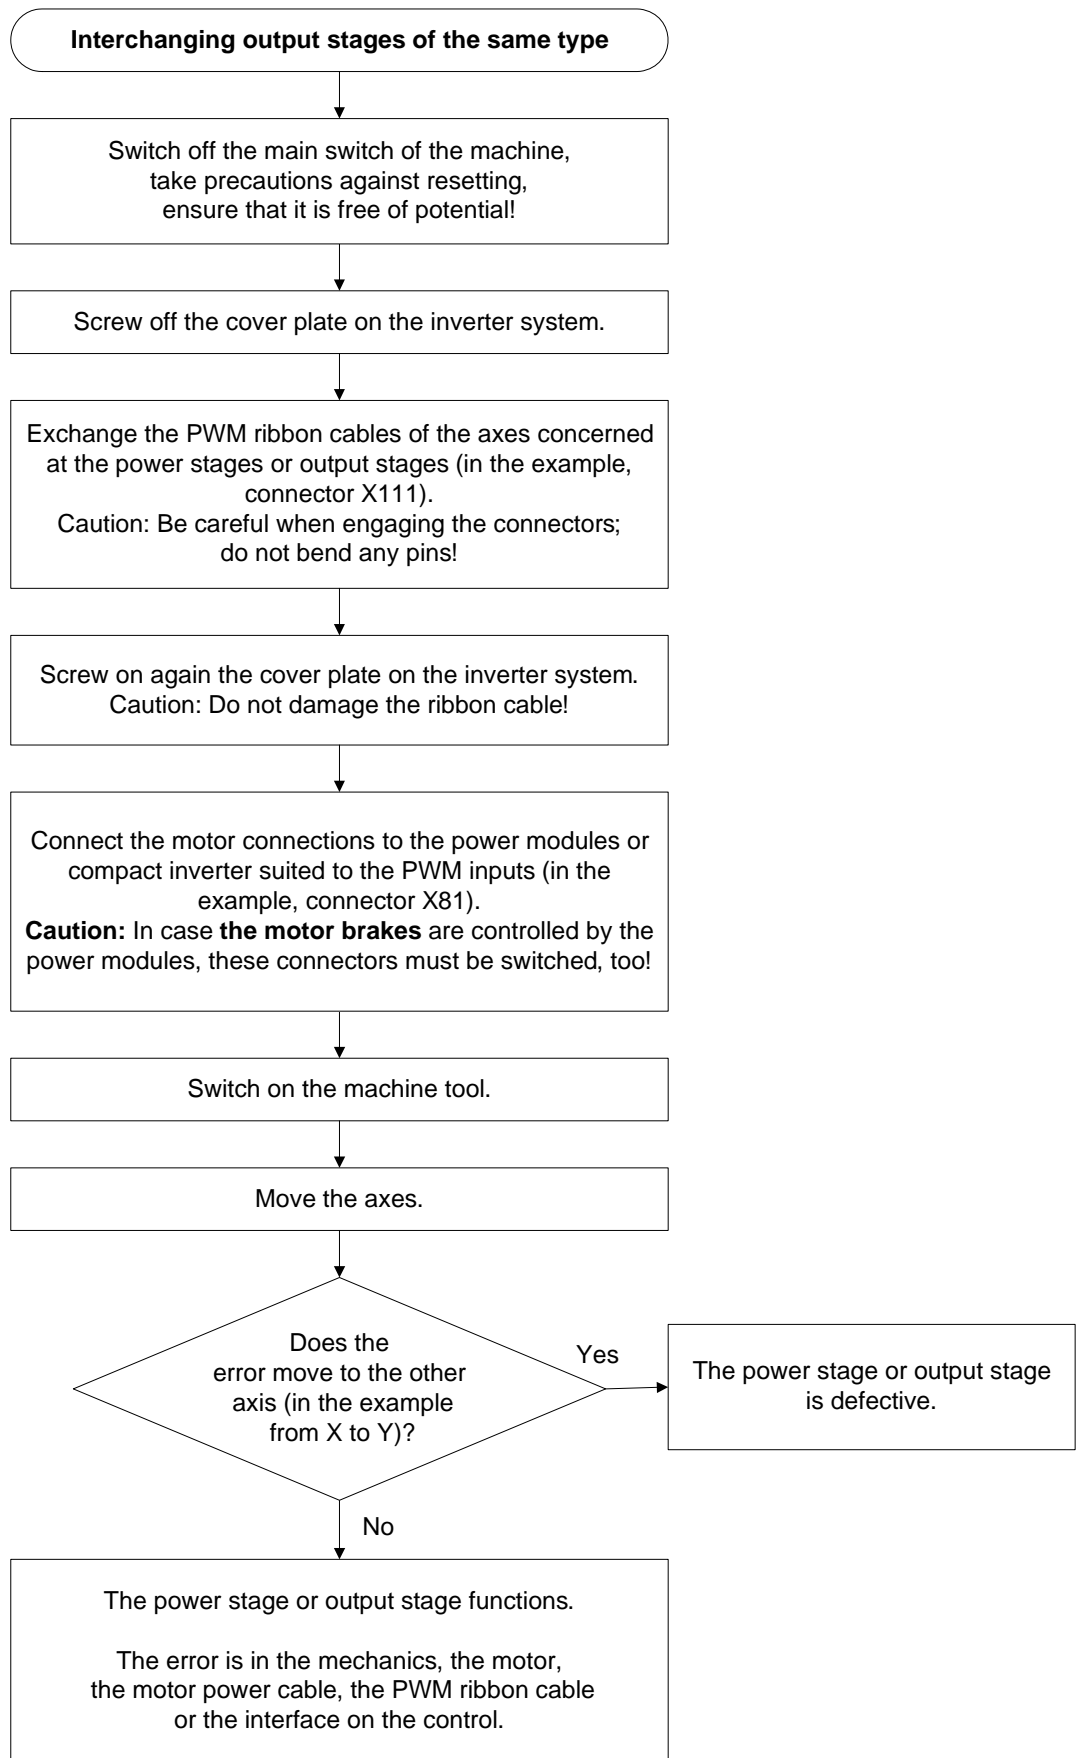 Interchanging output stages of the same type
Switch off the main switch of the machine,
take precautions against resetting,
ensure that it is free of potential!
Screw off the cover plate on the inverter system.
Exchange the PWM ribbon cables of the axes concerned
at the power stages or output stages (in the example,
connector X111).
Caution: Be careful when engaging the connectors;
do not bend any pins!
Screw on again the cover plate on the inverter system.
Caution: Do not damage the ribbon cable!
Connect the motor connections to the power modules or
compact inverter suited to the PWM inputs (in the
example, connector X81).
Caution: In case the motor brakes are controlled by the
power modules, these connectors must be switched, too!
Switch on the machine tool.
Move the axes.
Does the
error move to the other
axis (in the example
from X to Y)?
Yes
The power stage or output stage
is defective.
No
The power stage or output stage functions.
The error is in the mechanics, the motor,
the motor power cable, the PWM ribbon cable
or the interface on the control.